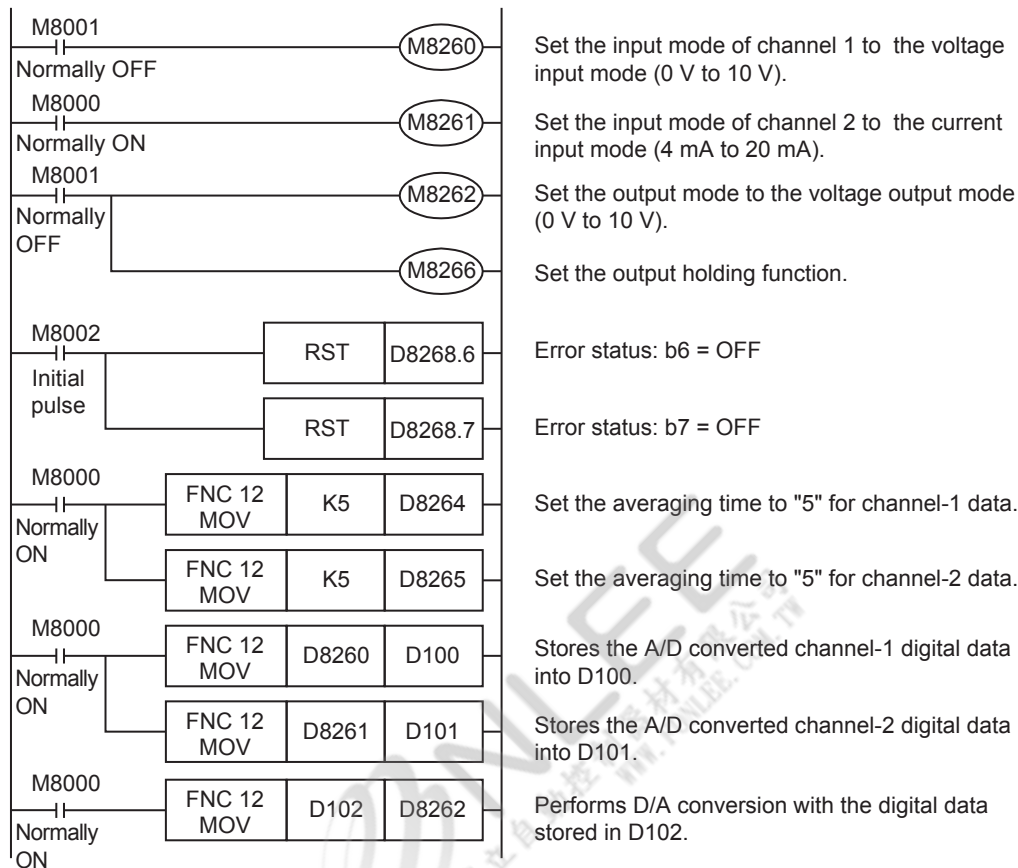 M8001
M8260
Normally OFF
Set the input mode of channel 1 to the voltage
input mode (0 V to 10 V).
M8000
M8261
Normally ON
Set the input mode of channel 2 to the current
input mode (4 mA to 20 mA).
M8001
M8262
Normally
OFF
Set the output mode to the voltage output mode
(0 V to 10 V).
M8266
Set the output holding function.
M8002
Initial
pulse
RST D8268.6
Error status: b6 = OFF
RST D8268.7
Error status: b7 = OFF
M8000
Normally
ON
FNC 12
MOV
K5 D8264
Set the averaging time to "5" for channel-1 data.
FNC 12
MOV
K5 D8265
Set the averaging time to "5" for channel-2 data.
M8000
Normally
ON
FNC 12
MOV
D8260 D100
Stores the A/D converted channel-1 digital data
into D100.
FNC 12
MOV
D8261 D101
Stores the A/D converted channel-2 digital data
into D101.
M8000
Normally
ON
FNC 12
MOV
D102 D8262
Performs D/A conversion with the digital data
stored in D102.